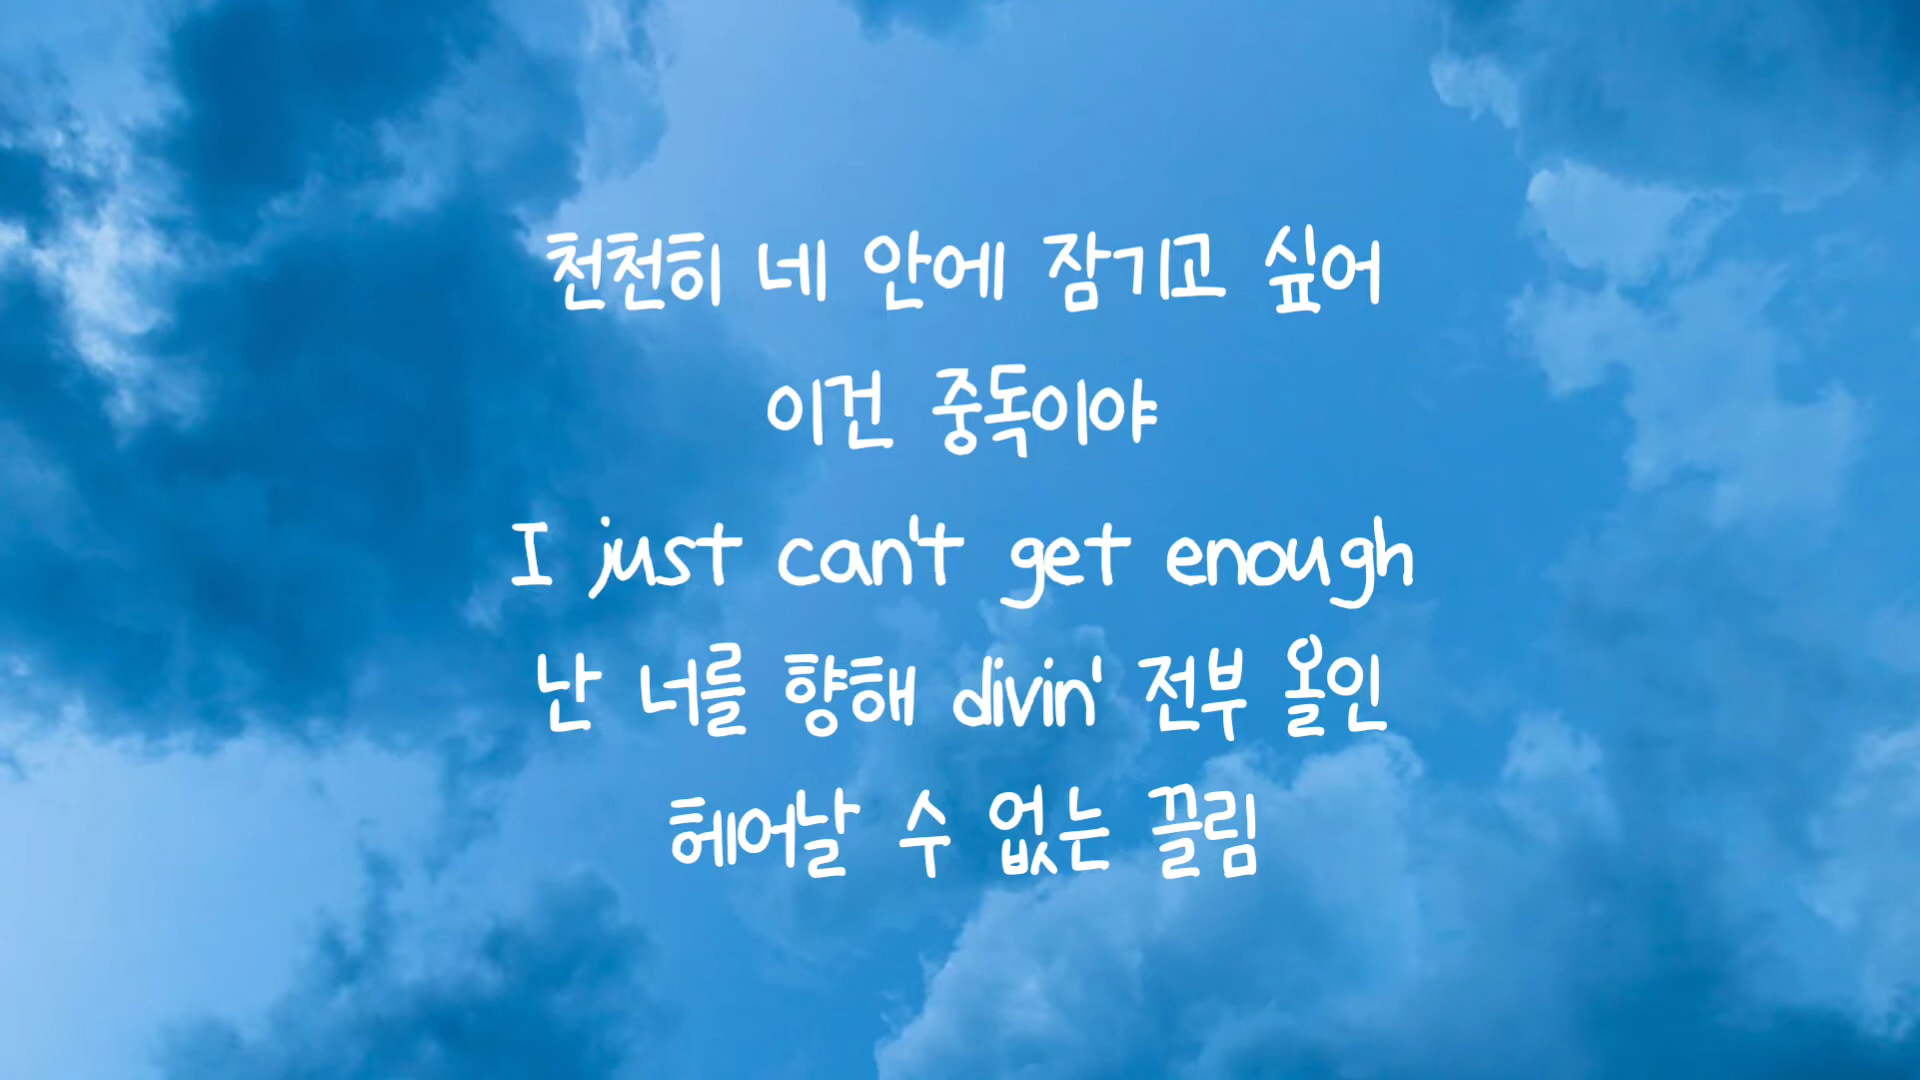 천천히 네 안에 잠기고 싶어
이건 중독이야
I just can't get enough
난 너를 향해 divin' 전부 올인
헤어날 수 없는 끌림